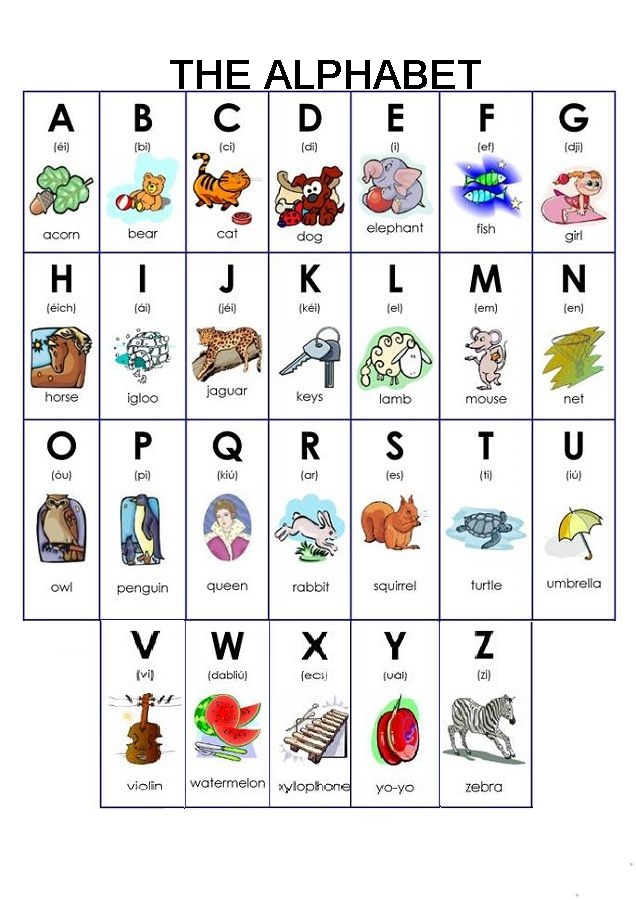 THE ALPHABET
A B C D E F G
(éi) (bi) (ci) (di) (i) (ef) (dji)
acorn bear cat dog elephant fish girl
H I J K L M N
(éich) (ái) (jéi) (kéi) (el) (em) (en)
horse igloo jaguar keys lamb mouse net
O P Q R S T U
(óu) (pi) (kiú) (ar) (es) (ti) (iú)
owl penguin queen rabbit squirrel turtle umbrella
V W X Y Z
(vi) (dabliú) (ecs) (uái) (zi)
violin watermelon xylloplhone yo-yo zebra